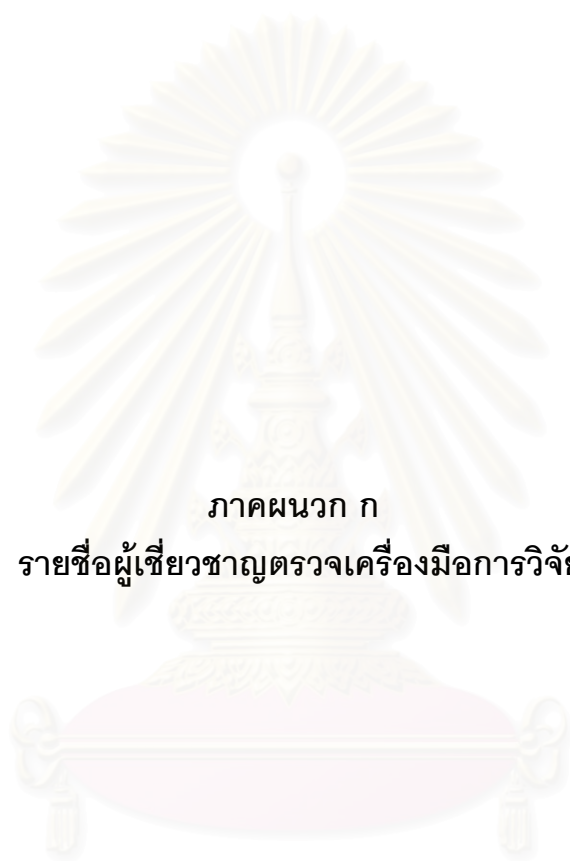 ภาคผนวก ก
รายชื่อผู้เชี่ยวชาญตรวจเครื่องมือการวิจัย